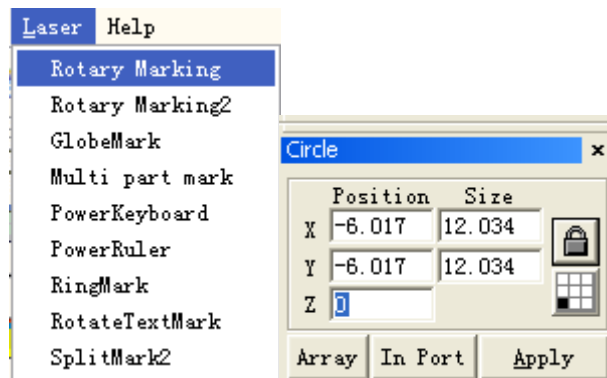 Laser Help
Rotary Marking
Rotary Marking2
GlobeMark
Multi part mark
PowerKeyboard
PowerRuler
RingMark
RotateTextMark
SplitMark2
Circle ×
Position Size
X -6.017 12.034
Y -6.017 12.034
Z 0
Array In Port Apply